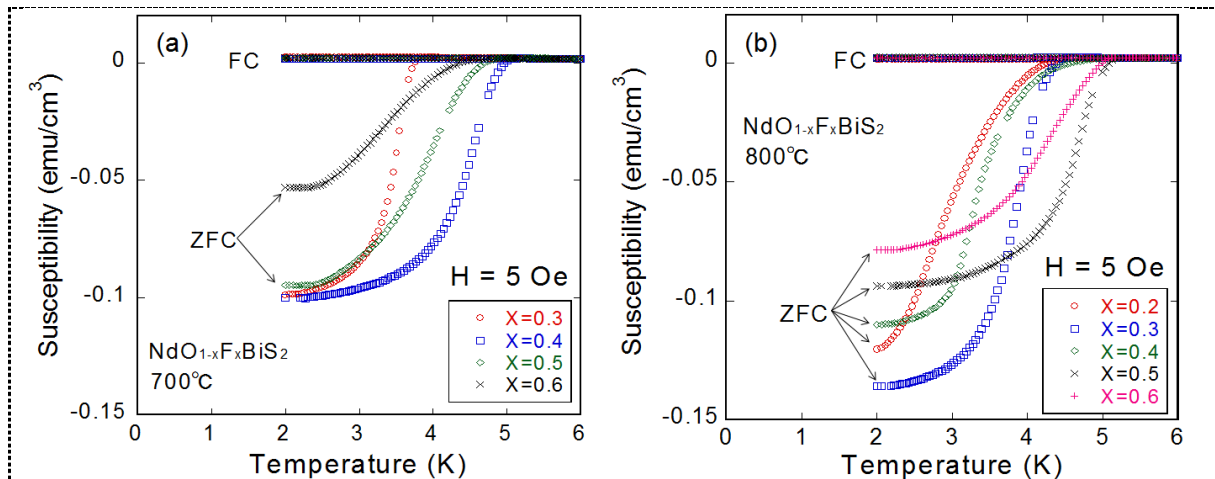 (a)
FC
0
-0.05
-0.1
-0.15
Susceptibility (emu/cm³)
ZFC
H = 5 Oe
NdO₁₋ₓFₓBiS₂
700℃
X=0.3
X=0.4
X=0.5
X=0.6
0 1 2 3 4 5 6
Temperature (K)
(b)
FC
0
-0.05
-0.1
-0.15
Susceptibility (emu/cm³)
NdO₁₋ₓFₓBiS₂
800℃
ZFC
H = 5 Oe
X=0.2
X=0.3
X=0.4
X=0.5
X=0.6
0 1 2 3 4 5 6
Temperature (K)